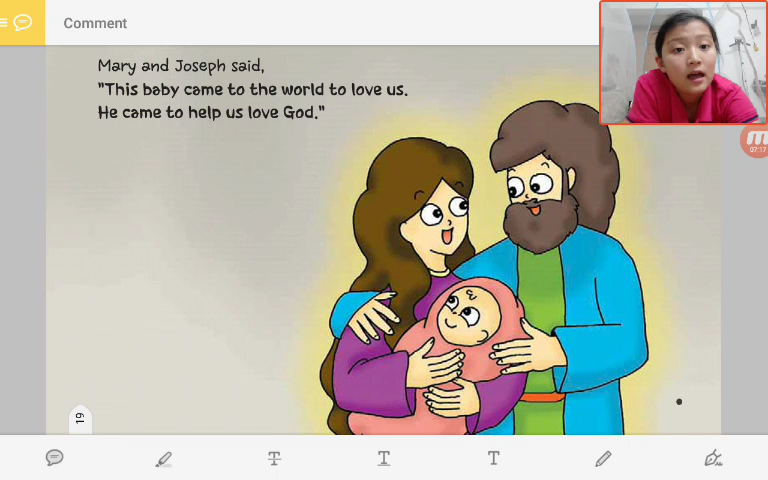 Comment
Mary and Joseph said,
"This baby came to the world to love us.
He came to help us love God."
07:17
19